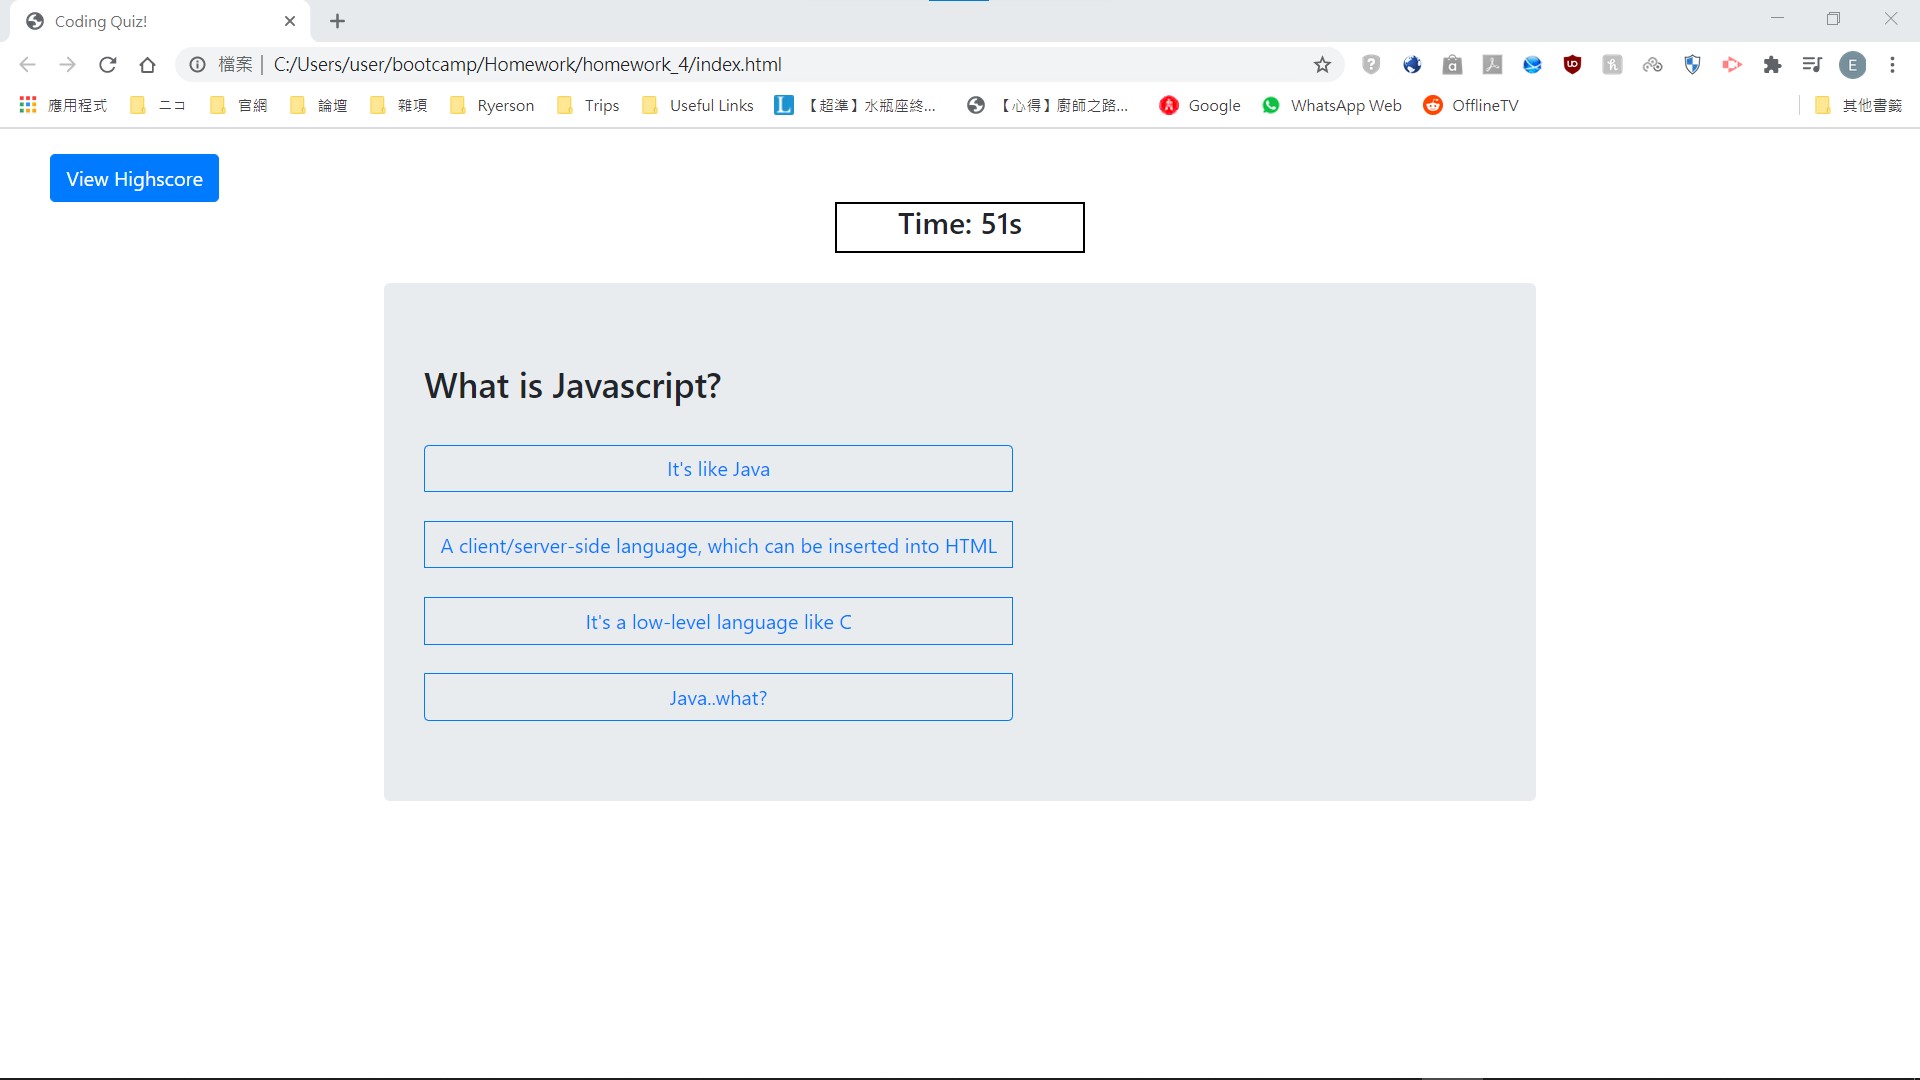 Coding Quiz!
檔案 C:/Users/user/bootcamp/Homework/homework_4/index.html
E
應用程式 ニコ 官網 論壇 雜項 Ryerson Trips Useful Links 【超準】水瓶座終... 【心得】廚師之路... Google WhatsApp Web OfflineTV 其他書籤
View Highscore
Time: 51s
What is Javascript?
It's like Java
A client/server-side language, which can be inserted into HTML
It's a low-level language like C
Java..what?